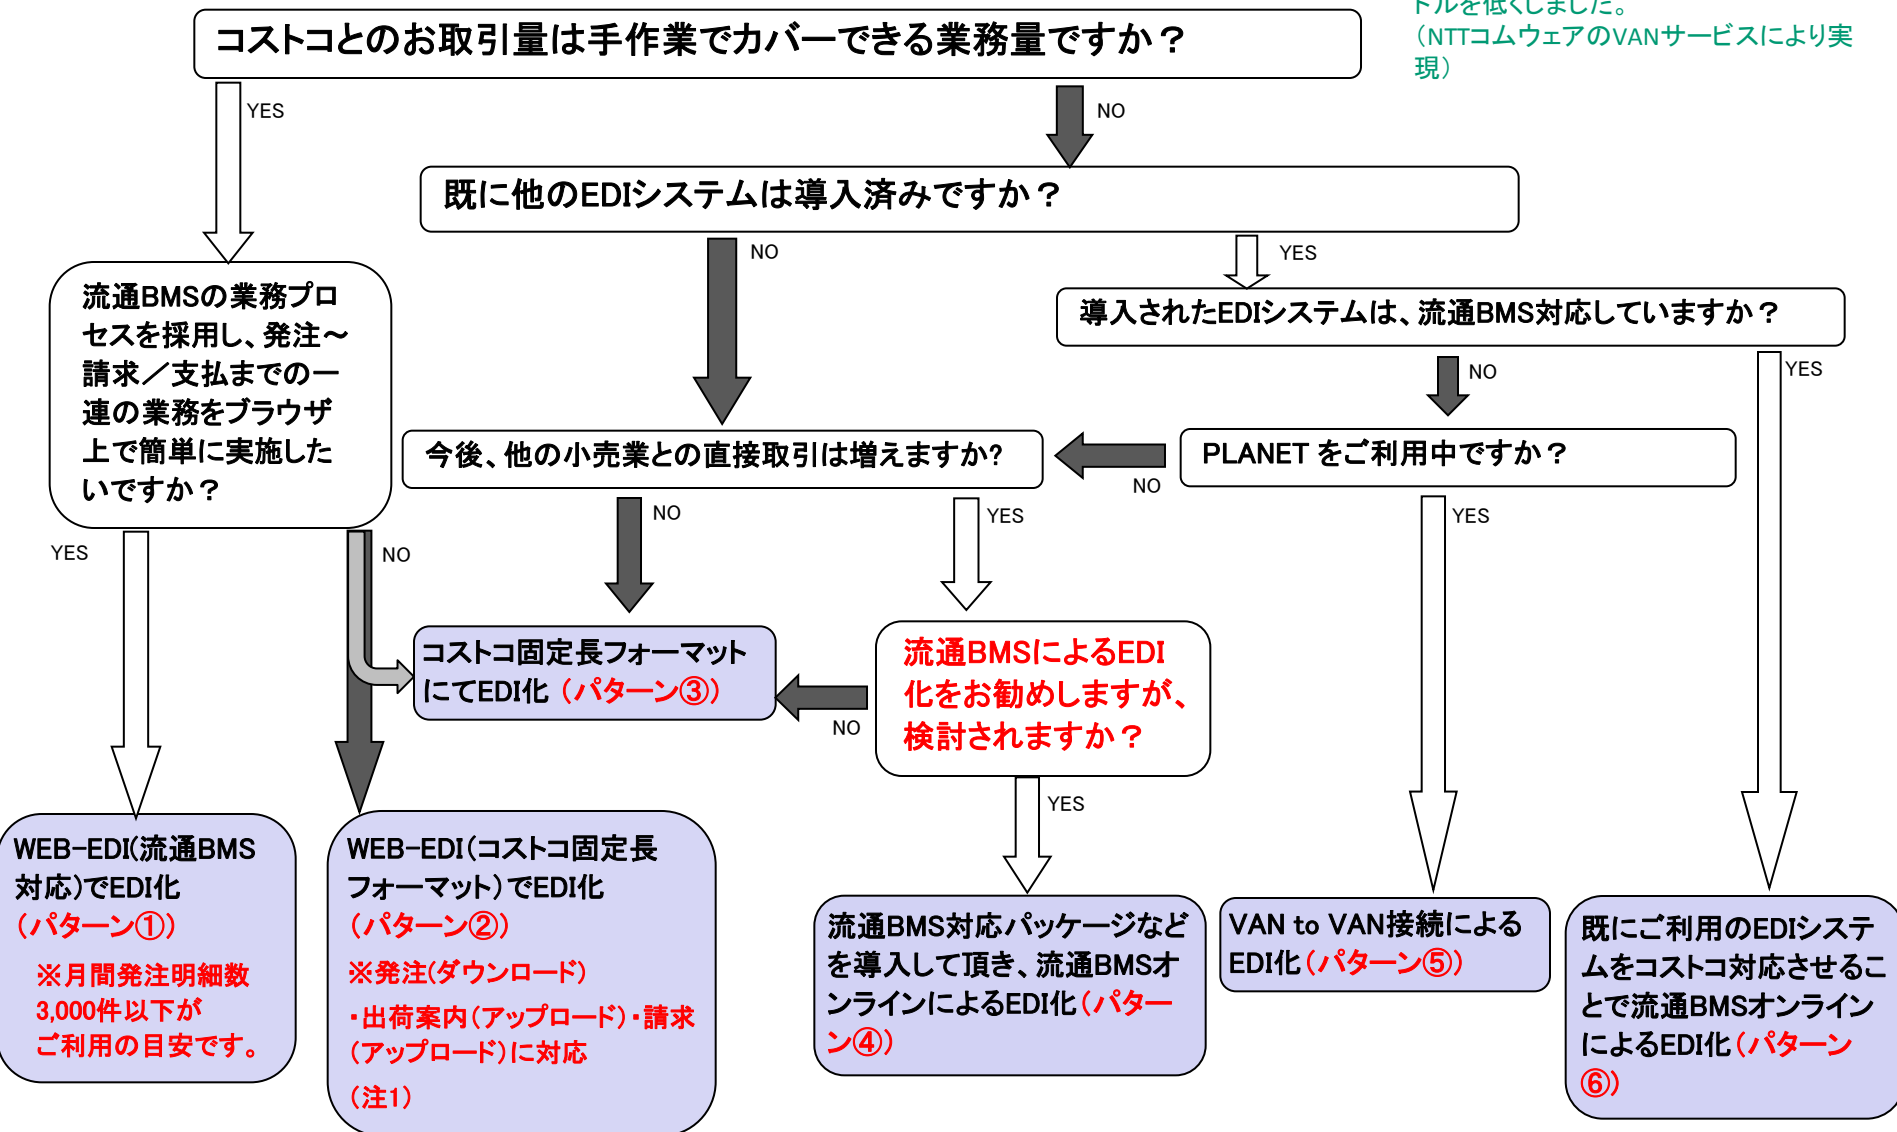 ドルを低くしました。
（NTTコムウェアのVANサービスにより実
現）
コストコとのお取引量は手作業でカバーできる業務量ですか？
YES
NO
既に他のEDIシステムは導入済みですか？
NO
YES
流通BMSの業務プロ
セスを採用し、発注～
請求／支払までの一
連の業務をブラウザ
上で簡単に実施した
いですか？
導入されたEDIシステムは、流通BMS対応していますか？
NO
YES
今後、他の小売業との直接取引は増えますか?
NO
PLANET をご利用中ですか？
YES
NO
NO
YES
YES
コストコ固定長フォーマット
にてEDI化（パターン③）
NO
流通BMSによるEDI
化をお勧めしますが、
検討されますか？
YES
WEB-EDI(流通BMS
対応)でEDI化
（パターン①）
※月間発注明細数
3,000件以下が
ご利用の目安です。
WEB-EDI（コストコ固定長
フォーマット）でEDI化
（パターン②）
※発注(ダウンロード)
・出荷案内（アップロード）・請求
（アップロード）に対応
（注1）
流通BMS対応パッケージなど
を導入して頂き、流通BMSオ
ンラインによるEDI化（パター
ン④）
VAN to VAN接続による
EDI化（パターン⑤）
既にご利用のEDIシステ
ムをコストコ対応させるこ
とで流通BMSオンライン
によるEDI化（パターン
⑥）